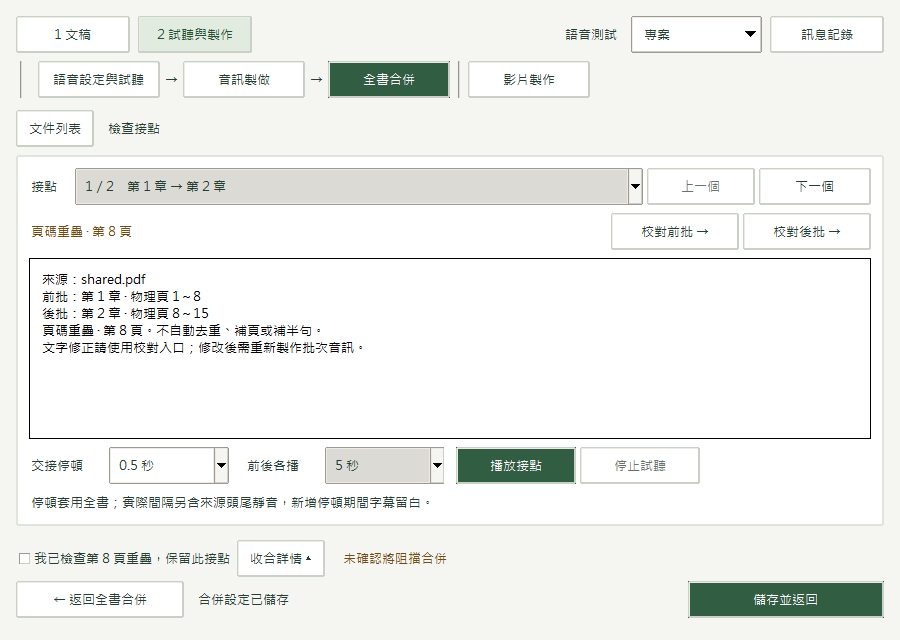 1 文稿
2 試聽與製作
語音測試
專案
訊息記錄
語音設定與試聽
→
音訊製做
→
全書合併
影片製作
文件列表
檢查接點
接點
1 / 2 第 1 章 → 第 2 章
上一個
下一個
頁碼重疊 · 第 8 頁
校對前批 →
校對後批 →
來源：shared.pdf
前批：第 1 章 · 物理頁 1～8
後批：第 2 章 · 物理頁 8～15
頁碼重疊 · 第 8 頁。不自動去重、補頁或補半句。
文字修正請使用校對入口；修改後需重新製作批次音訊。
交接停頓
0.5 秒
前後各播
5 秒
播放接點
停止試聽
停頓套用全書；實際間隔另含來源頭尾靜音，新增停頓期間字幕留白。
我已檢查第 8 頁重疊，保留此接點
收合詳情 ▴
未確認將阻擋合併
← 返回全書合併
合併設定已儲存
儲存並返回